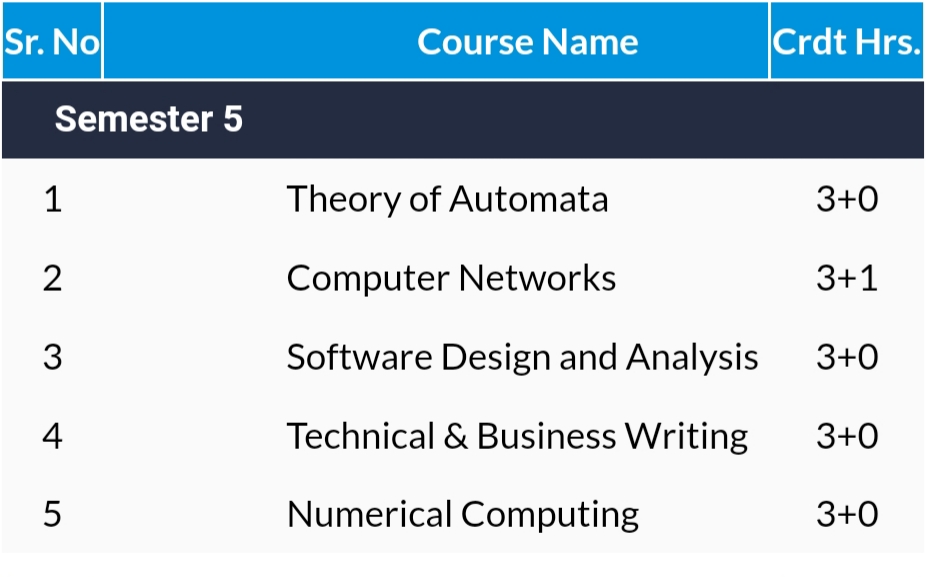 Sr. No Course Name Crdt Hrs.
Semester 5
1 Theory of Automata 3+0
2 Computer Networks 3+1
3 Software Design and Analysis 3+0
4 Technical & Business Writing 3+0
5 Numerical Computing 3+0